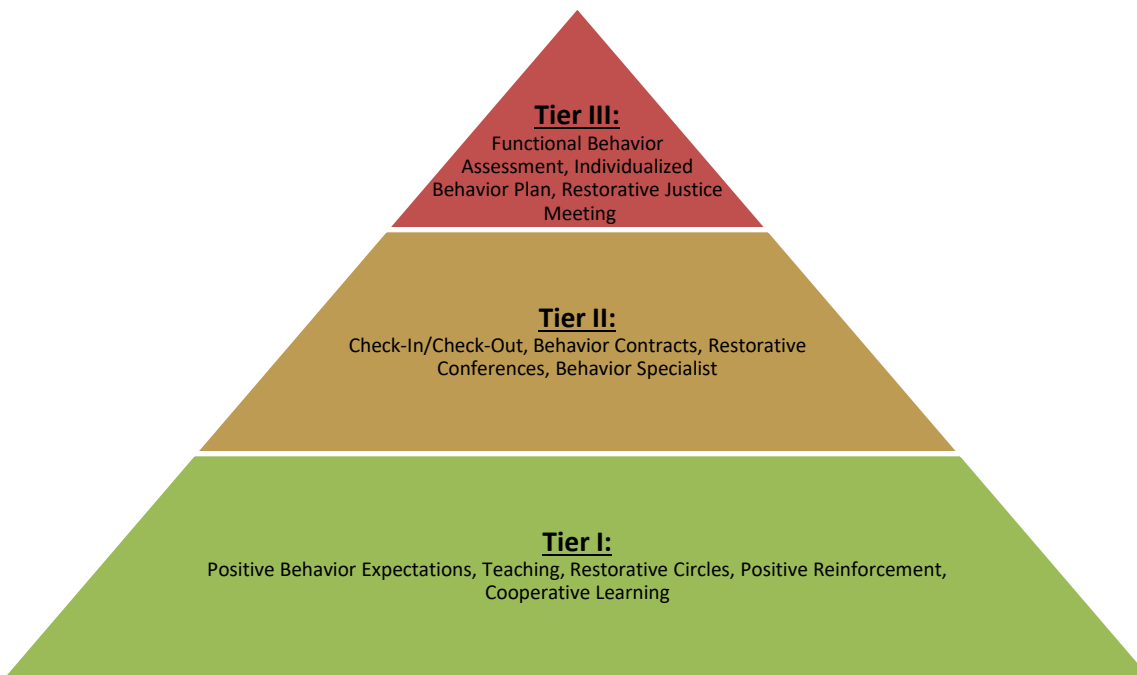 Tier III:
Functional Behavior
Assessment, Individualized
Behavior Plan, Restorative Justice
Meeting
Tier II:
Check-In/Check-Out, Behavior Contracts, Restorative
Conferences, Behavior Specialist
Tier I:
Positive Behavior Expectations, Teaching, Restorative Circles, Positive Reinforcement,
Cooperative Learning